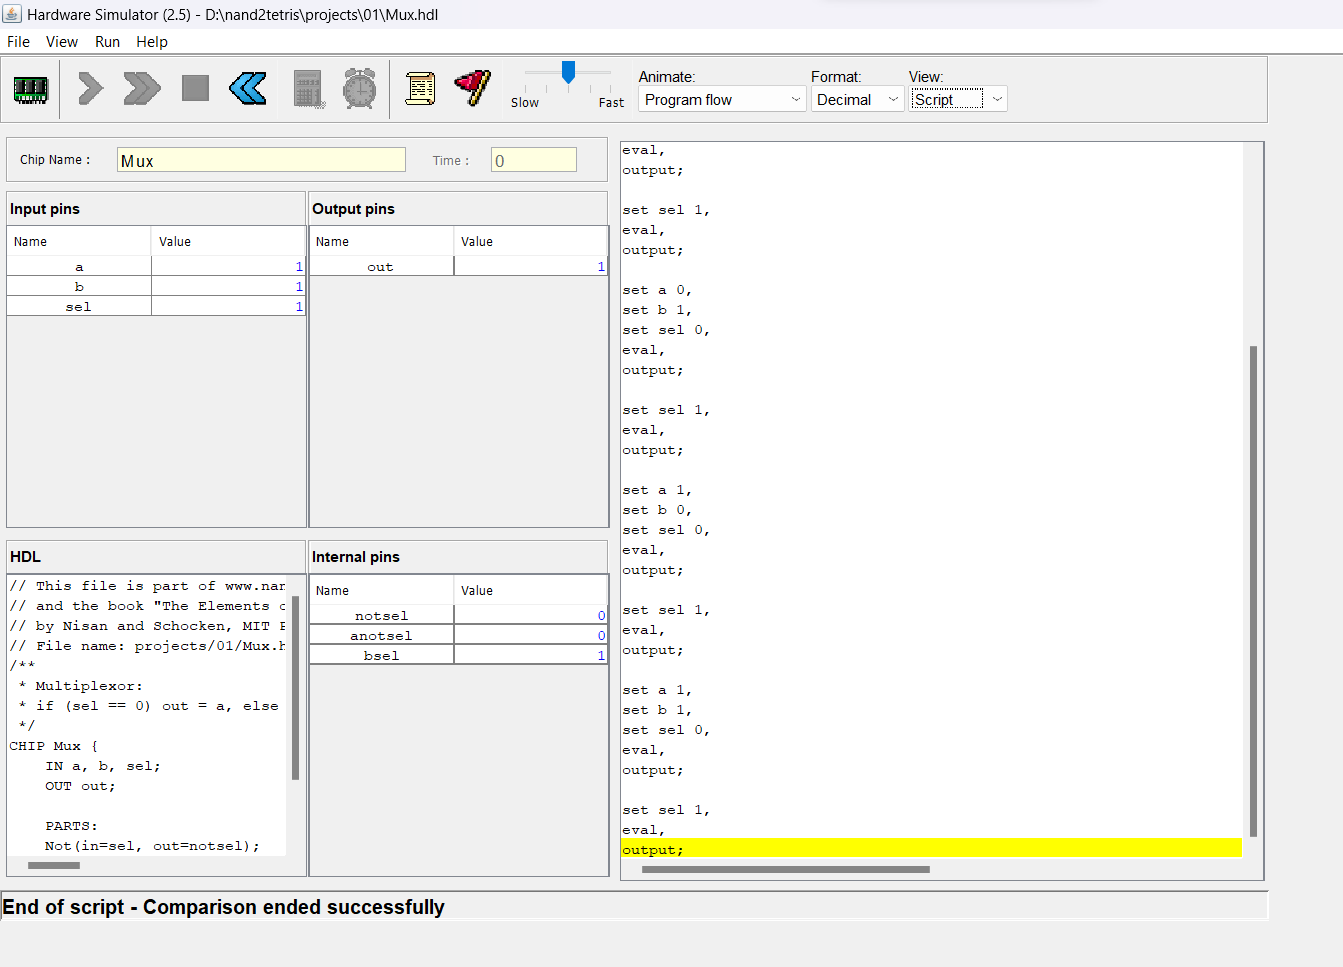 Hardware Simulator (2.5) - D:\nand2tetris\projects\01\Mux.hdl
File View Run Help
Slow Fast
Animate: Format: View:
Program flow Decimal Script
Chip Name : Mux Time : 0
Input pins
Name Value
a 1
b 1
sel 1
Output pins
Name Value
out 1
HDL
// This file is part of www.nan
// and the book "The Elements
// by Nisan and Schocken, MIT
// File name: projects/01/Mux.h
/**
* Multiplexor:
* if (sel == 0) out = a, else
*/
CHIP Mux {
IN a, b, sel;
OUT out;
PARTS:
Not(in=sel, out=notsel);
Internal pins
Name Value
notsel 0
anotsel 0
bsel 1
eval,
output;
set sel 1,
eval,
output;
set a 0,
set b 1,
set sel 0,
eval,
output;
set sel 1,
eval,
output;
set a 1,
set b 0,
set sel 0,
eval,
output;
set sel 1,
eval,
output;
set a 1,
set b 1,
set sel 0,
eval,
output;
set sel 1,
eval,
output;
End of script - Comparison ended successfully